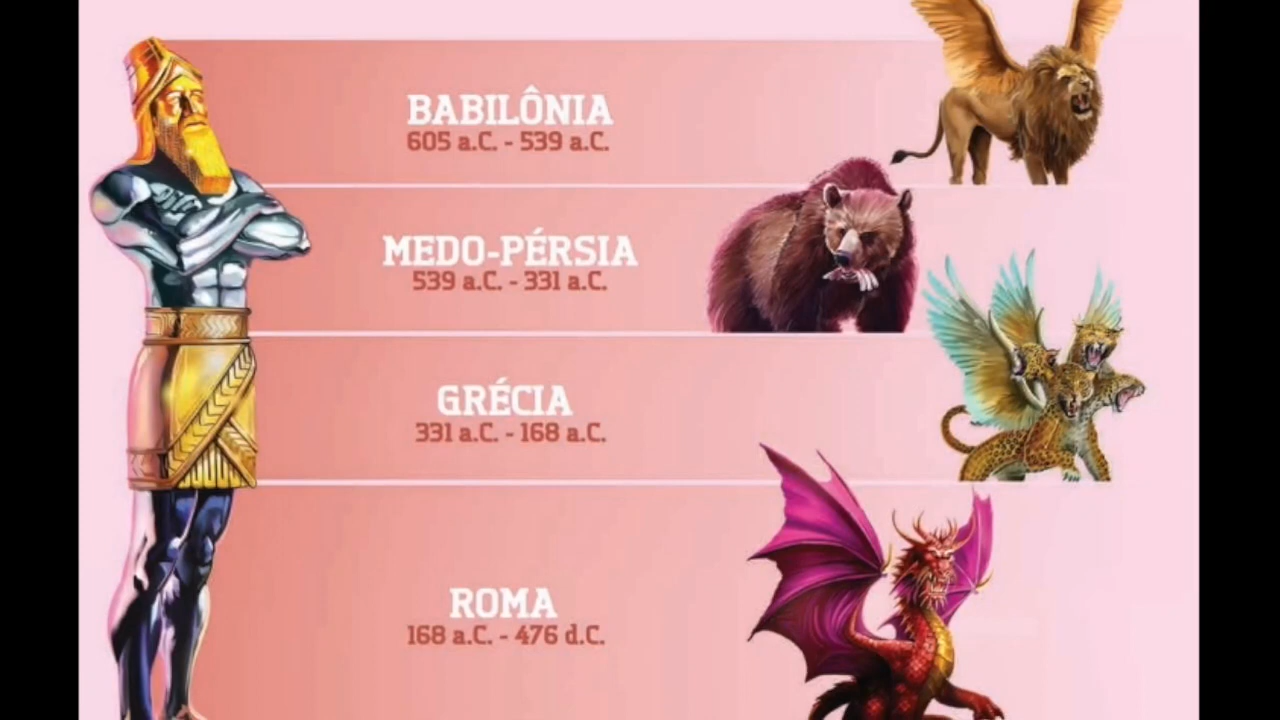 BABILÔNIA
605 a.C. - 539 a.C.
MEDO-PÉRSIA
539 a.C. - 331 a.C.
GRÉCIA
331 a.C. - 168 a.C.
ROMA
168 a.C. - 476 d.C.